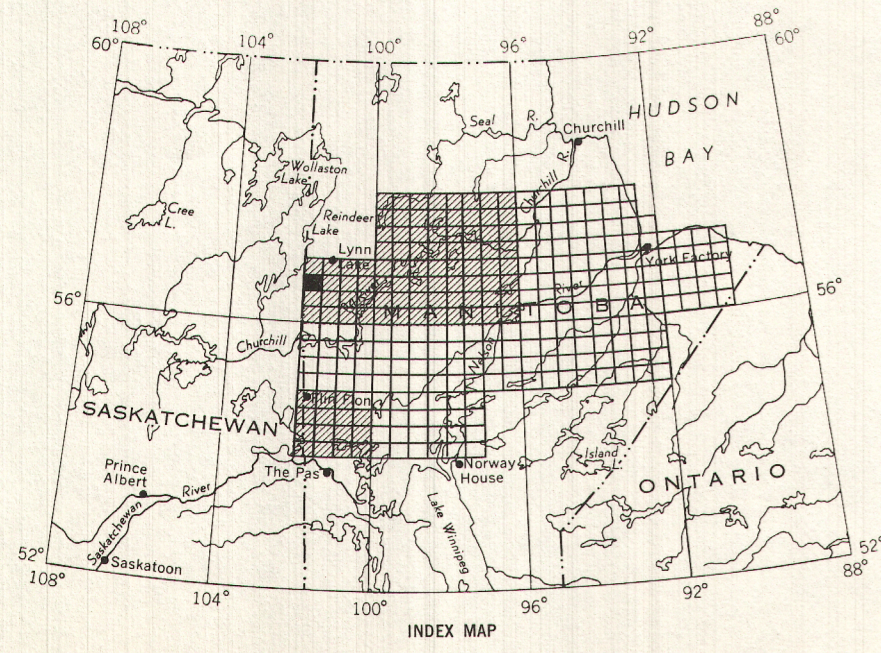 108°
104°
100°
96°
92°
88°
60°
60°
HUDSON
BAY
Seal R.
Churchill
Churchill R.
Wollaston
Lake
Cree
L.
Reindeer
Lake
Lynn
Lake
York Factory
River
MANITOBA
56°
56°
Churchill
Nelson
Flin Flon
SASKATCHEWAN
Prince
Albert
River
Saskatchewan
The Pas
Norway
House
Island
L.
ONTARIO
Lake Winnipeg
Saskatoon
52°
52°
108°
104°
100°
96°
92°
88°
INDEX MAP